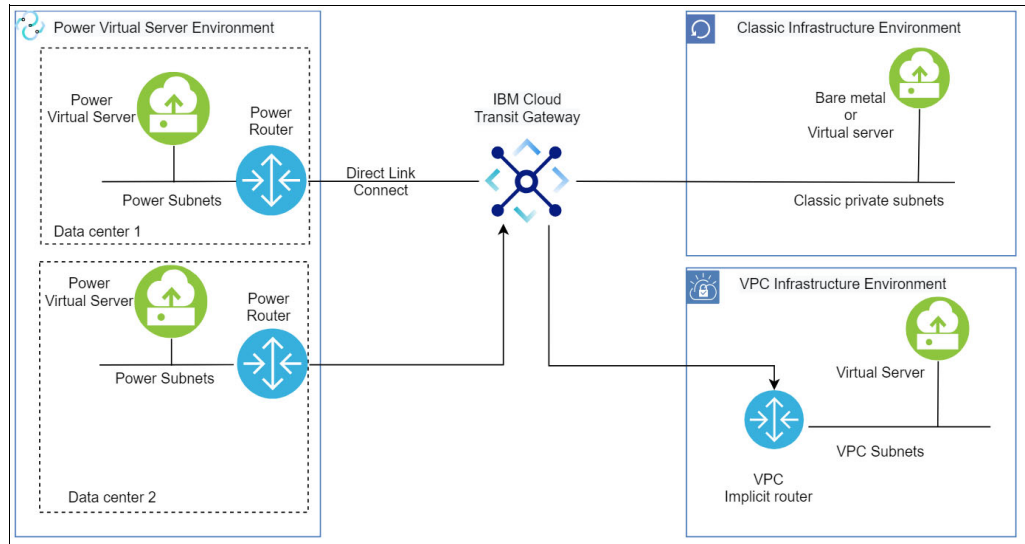 Power Virtual Server Environment
Power
Virtual Server
Power
Router
Power Subnets
Data center 1
Power
Virtual Server
Power
Router
Power Subnets
Data center 2
Direct Link
Connect
IBM Cloud
Transit Gateway
Classic Infrastructure Environment
Bare metal
or
Virtual server
Classic private subnets
VPC Infrastructure Environment
Virtual Server
VPC Subnets
VPC
Implicit router